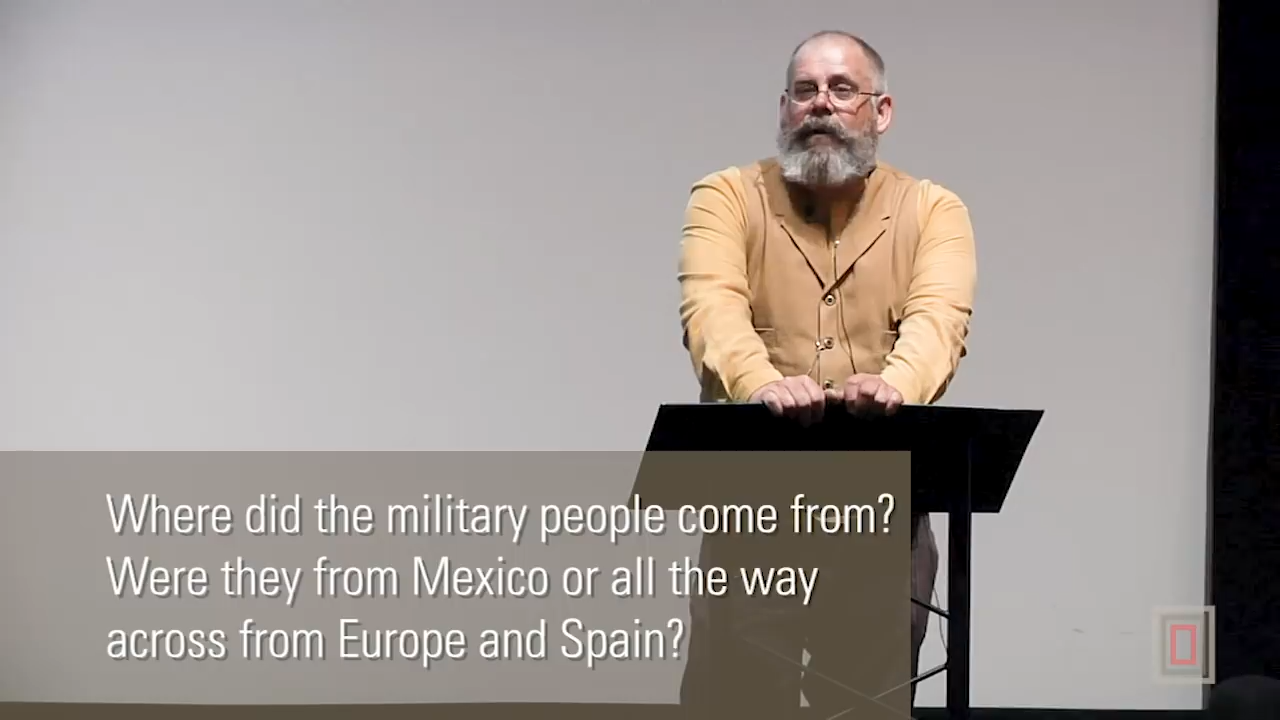 Where did the military people come from?
Were they from Mexico or all the way
across from Europe and Spain?